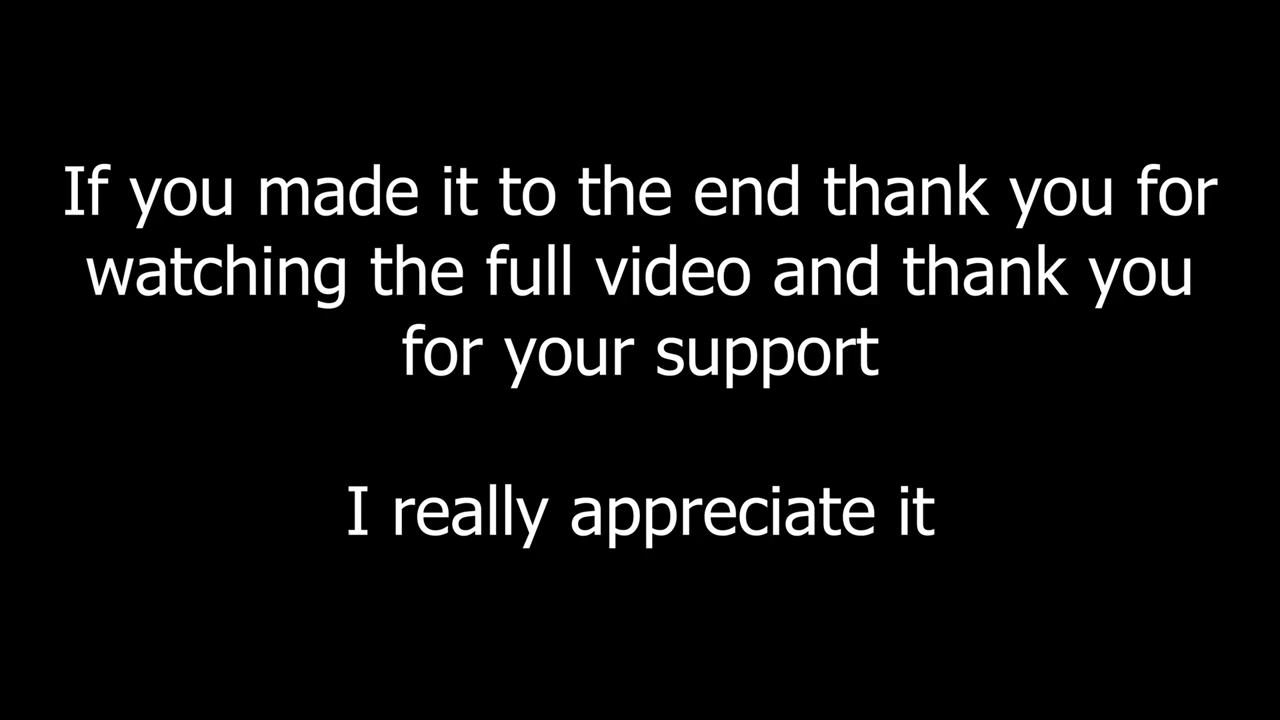 If you made it to the end thank you for
watching the full video and thank you
for your support
I really appreciate it